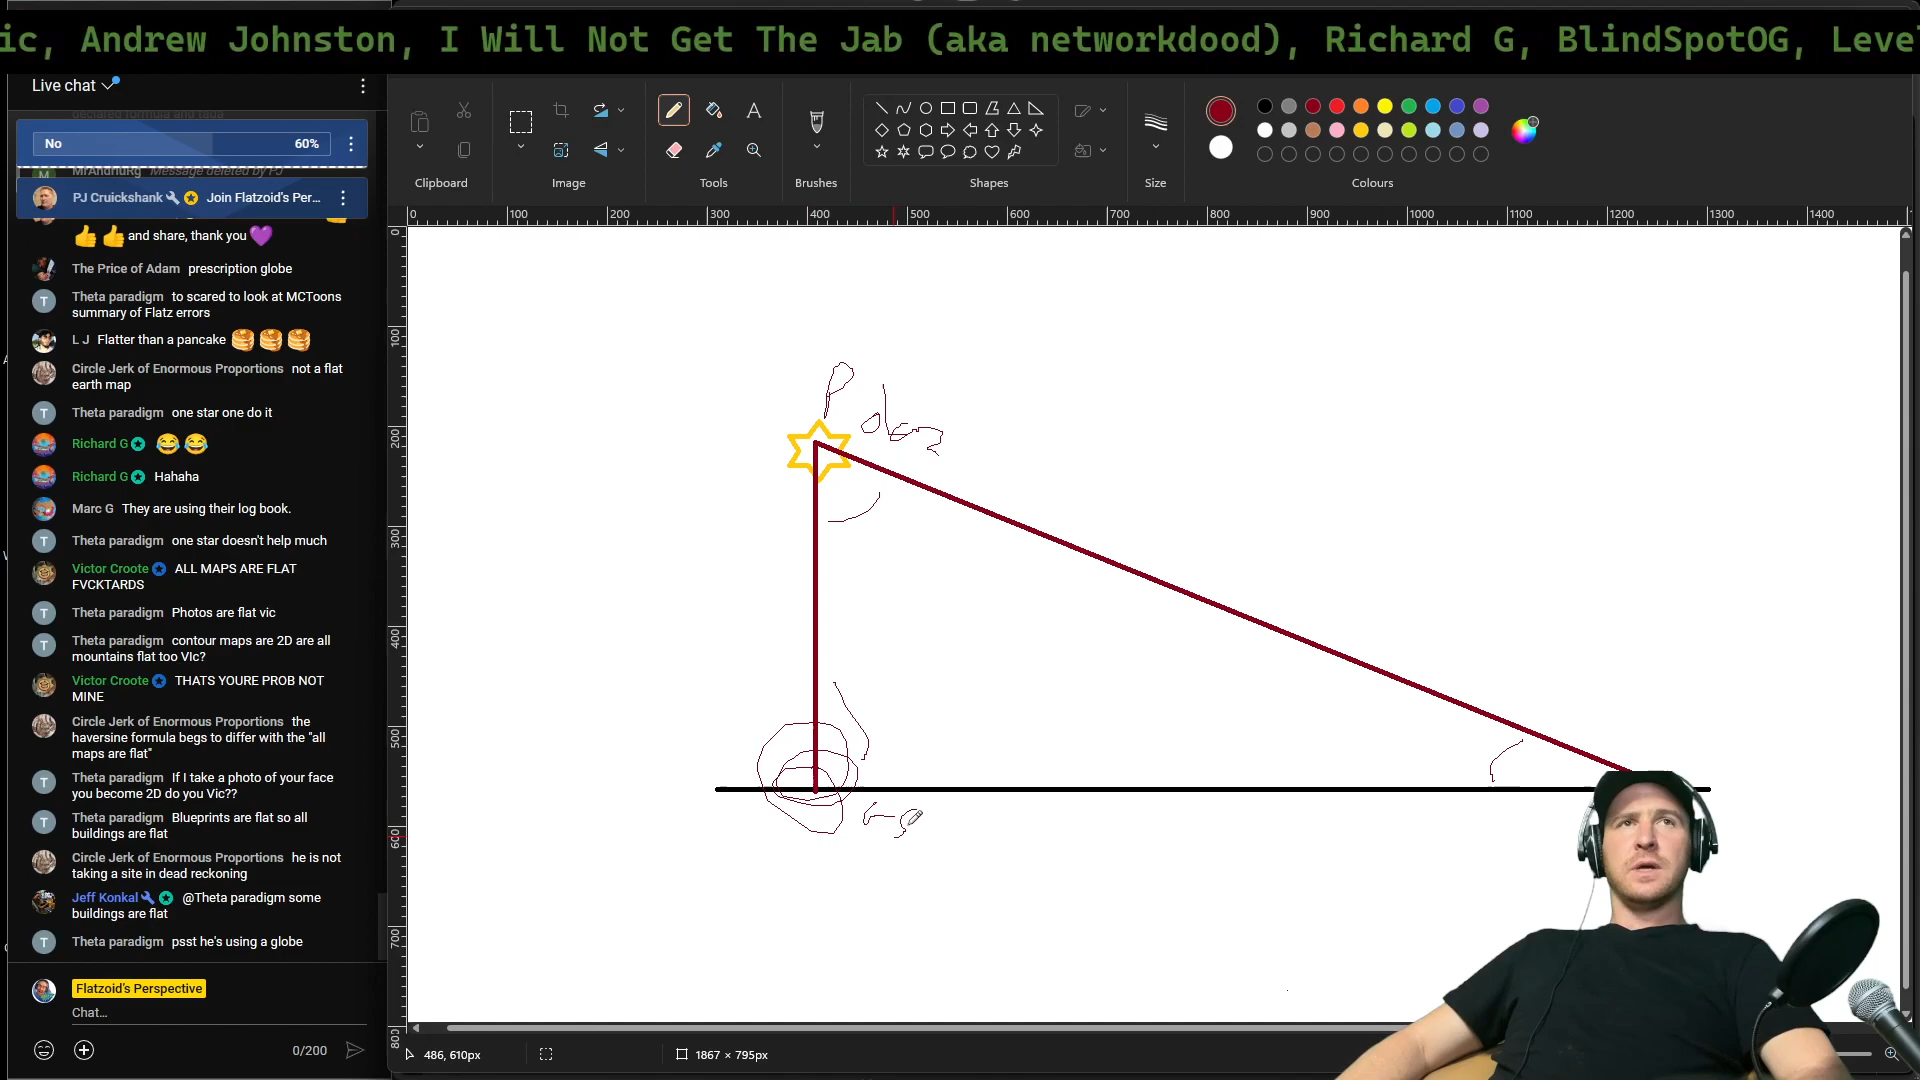 ic, Andrew Johnston, I Will Not Get The Jab (aka networkdood), Richard G, BlindSpotOG, Leve
Live chat
declared formula and fada
No 60%
MrAndriuRg Message deleted by PJ
PJ Cruickshank Join Flatzoid's Per...
and share, thank you
The Price of Adam prescription globe
Theta paradigm to scared to look at MCToons
summary of Flatz errors
L J Flatter than a pancake
Circle Jerk of Enormous Proportions not a flat
earth map
Theta paradigm one star one do it
Richard G
Richard G Hahaha
Marc G They are using their log book.
Theta paradigm one star doesn't help much
Victor Croote ALL MAPS ARE FLAT
FVCKTARDS
Theta paradigm Photos are flat vic
Theta paradigm contour maps are 2D are all
mountains flat too VIc?
Victor Croote THATS YOURE PROB NOT
MINE
Circle Jerk of Enormous Proportions the
haversine formula begs to differ with the "all
maps are flat"
Theta paradigm If I take a photo of your face
you become 2D do you Vic??
Theta paradigm Blueprints are flat so all
buildings are flat
Circle Jerk of Enormous Proportions he is not
taking a site in dead reckoning
Jeff Konkal @Theta paradigm some
buildings are flat
Theta paradigm psst he's using a globe
Flatzoid's Perspective
Chat...
0/200
Clipboard
Image
Tools
Brushes
Shapes
Size
Colours
0 100 200 300 400 500 600 700 800 900 1000 1100 1200 1300 1400
0
100
200
300
400
500
600
700
800
486, 610px
1867 × 795px